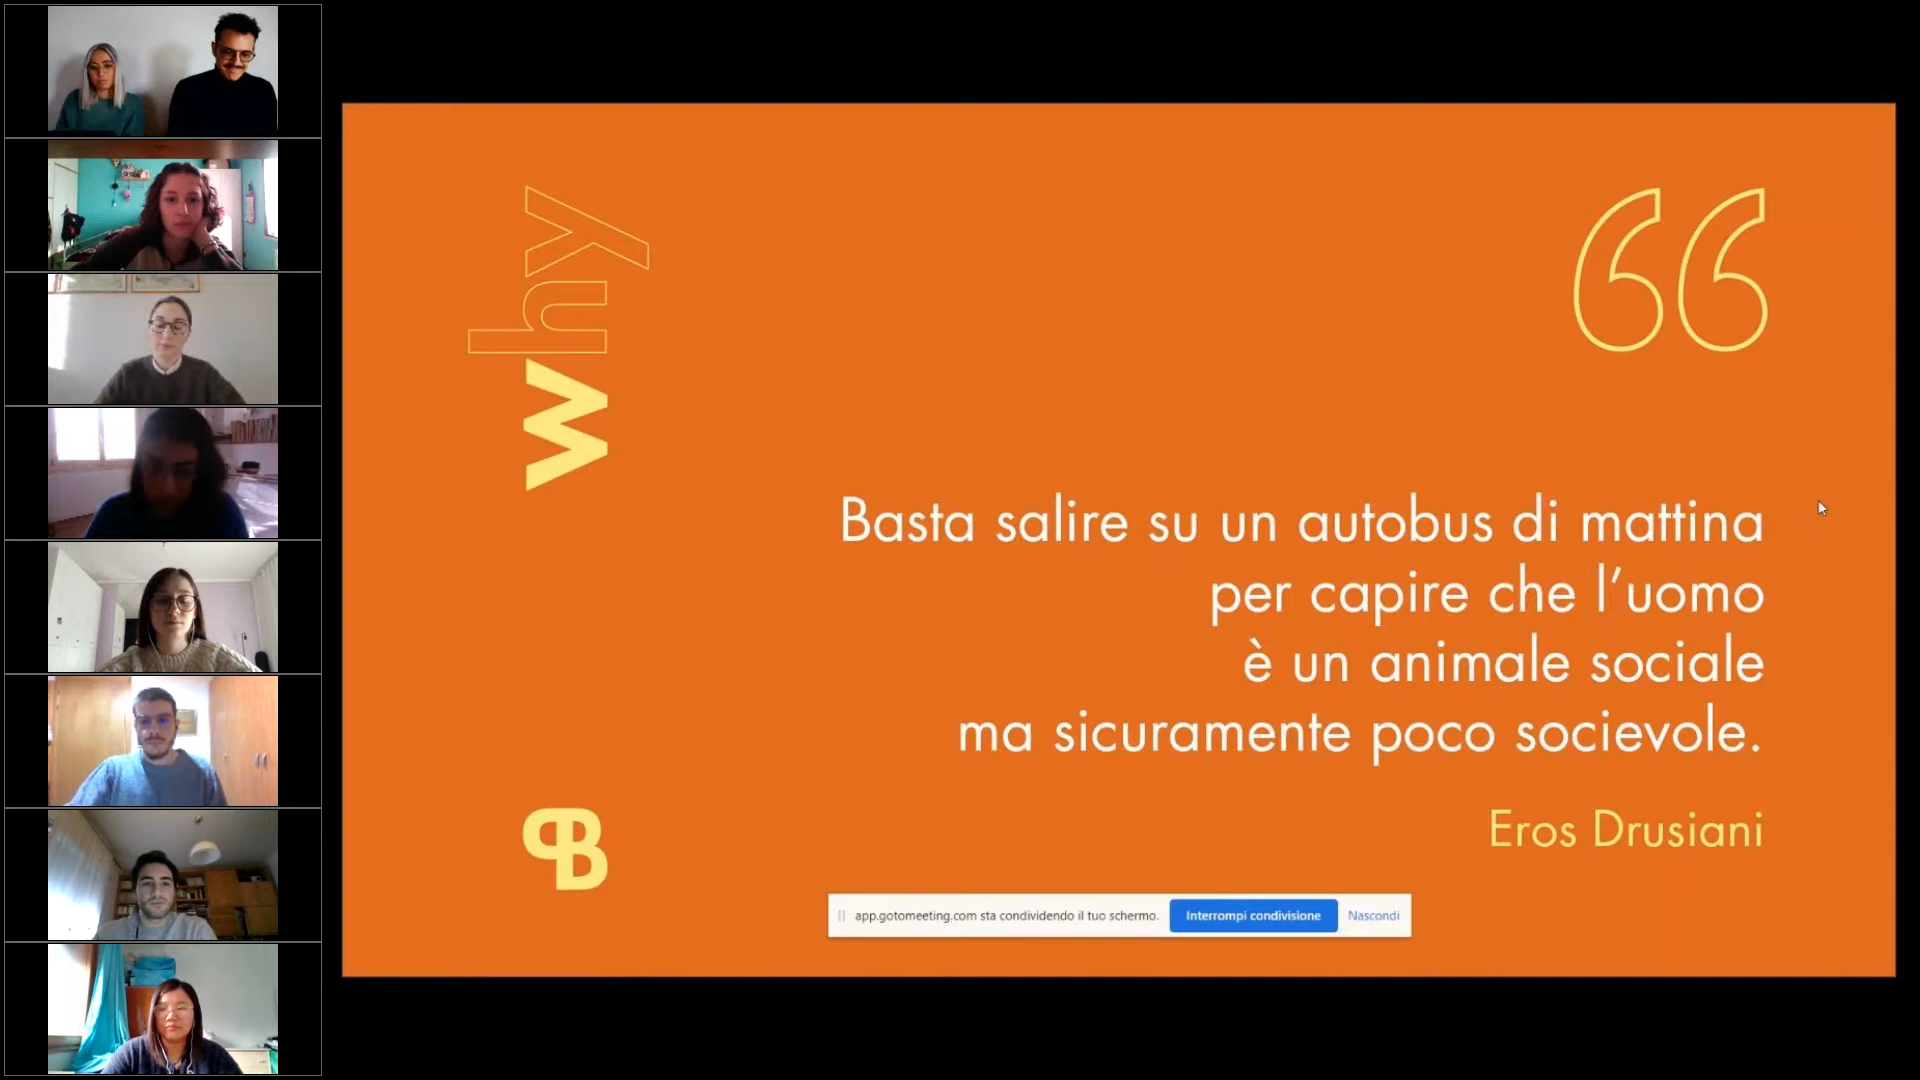 why
“
Basta salire su un autobus di mattina
per capire che l’uomo
è un animale sociale
ma sicuramente poco socievole.
Eros Drusiani
PB
app.gotomeeting.com sta condividendo il tuo schermo. Interrompi condivisione Nascondi